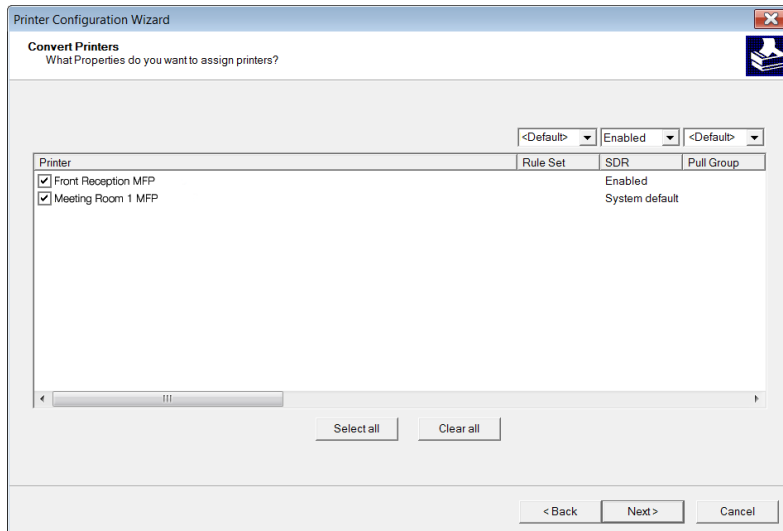 Printer Configuration Wizard
Convert Printers
What Properties do you want to assign printers?
<Default> Enabled <Default>
Printer Rule Set SDR Pull Group
Front Reception MFP Enabled
Meeting Room 1 MFP System default
Select all Clear all
< Back Next > Cancel